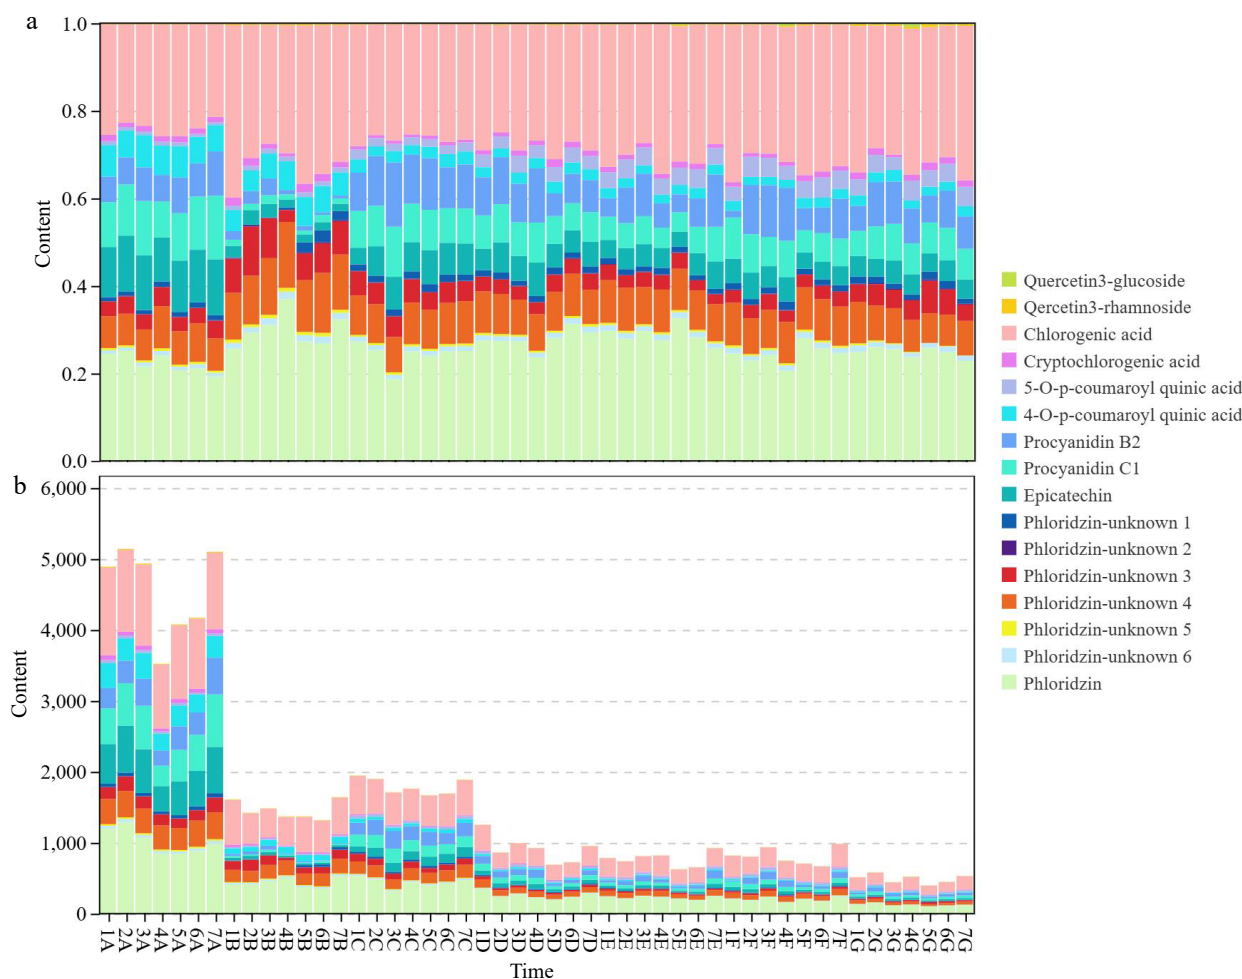 a
1.0
0.8
0.6
0.4
0.2
0.0
Content
b
6,000
5,000
4,000
3,000
2,000
1,000
0
Content
1A 2A 3A 4A 5A 6A 7A 1B 2B 3B 4B 5B 6B 7B 1C 2C 3C 4C 5C 6C 7C 1D 2D 3D 4D 5D 6D 7D 1E 2E 3E 4E 5E 6E 7E 1F 2F 3F 4F 5F 6F 7F 1G 2G 3G 4G 5G 6G 7G
Time
Quercetin3-glucoside
Qercetin3-rhamnoside
Chlorogenic acid
Cryptochlorogenic acid
5-O-p-coumaroyl quinic acid
4-O-p-coumaroyl quinic acid
Procyanidin B2
Procyanidin C1
Epicatechin
Phloridzin-unknown 1
Phloridzin-unknown 2
Phloridzin-unknown 3
Phloridzin-unknown 4
Phloridzin-unknown 5
Phloridzin-unknown 6
Phloridzin